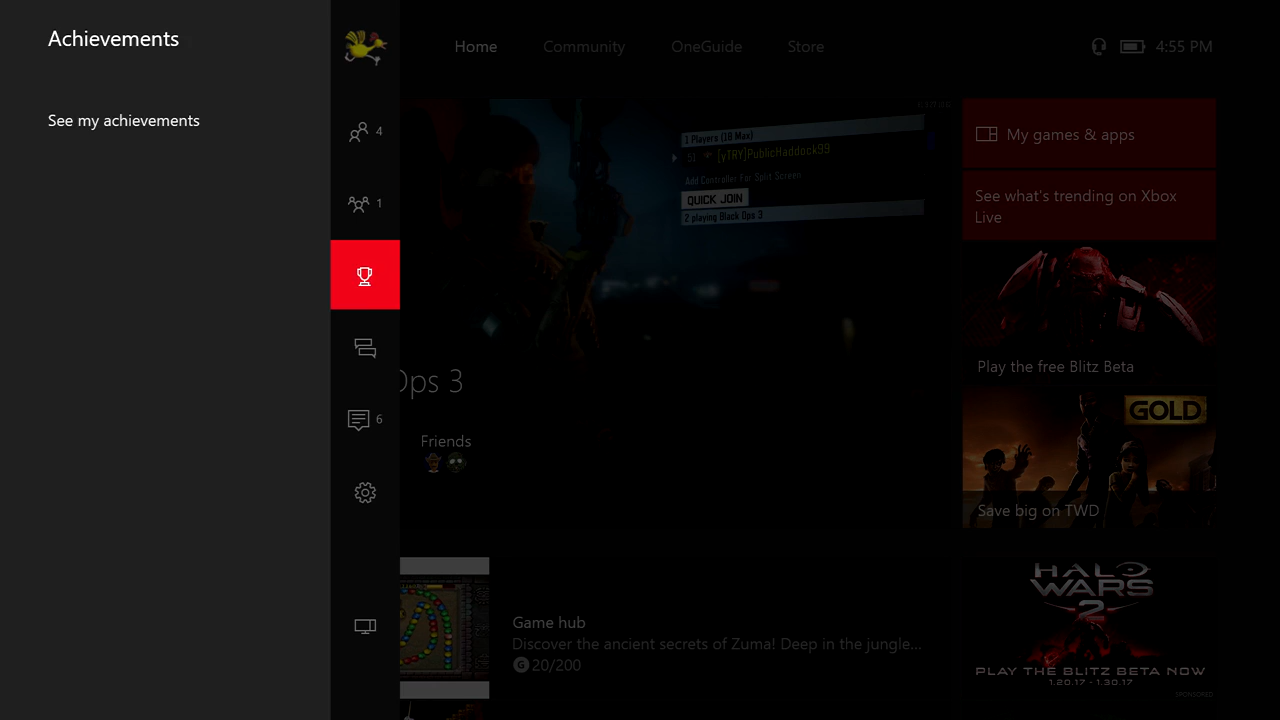 Achievements
See my achievements
4
1
6
Home
Community
OneGuide
Store
4:55 PM
1 Players (18 Max)
51
[yTRY]PublicHaddock99
Add Controller For Split Screen
QUICK JOIN
2 playing Black Ops 3
Ops 3
Friends
My games & apps
See what's trending on Xbox
Live
Play the free Blitz Beta
GOLD
Save big on TWD
Game hub
Discover the ancient secrets of Zuma! Deep in the jungle...
G 20/200
HALO
WARS
2
PLAY THE BLITZ BETA NOW
1.20.17 - 1.30.17
SPONSORED